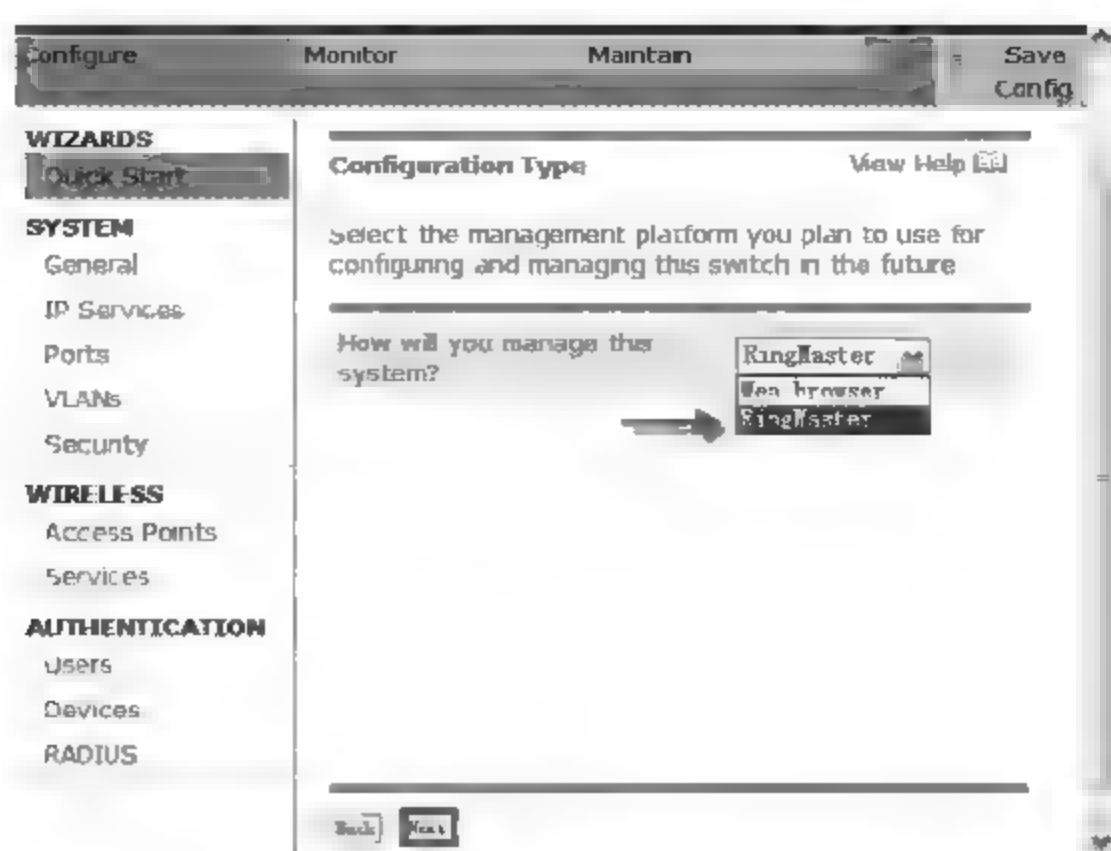 Configure Monitor Maintain Save
Config
WIZARDS
Quick Start
SYSTEM
General
IP Services
Ports
VLANs
Security
WIRELESS
Access Points
Services
AUTHENTICATION
Users
Devices
RADIUS
Configuration Type View Help
Select the management platform you plan to use for
configuring and managing this switch in the future
How will you manage this
system?
RingMaster
Web browser
RingMaster
Back Next